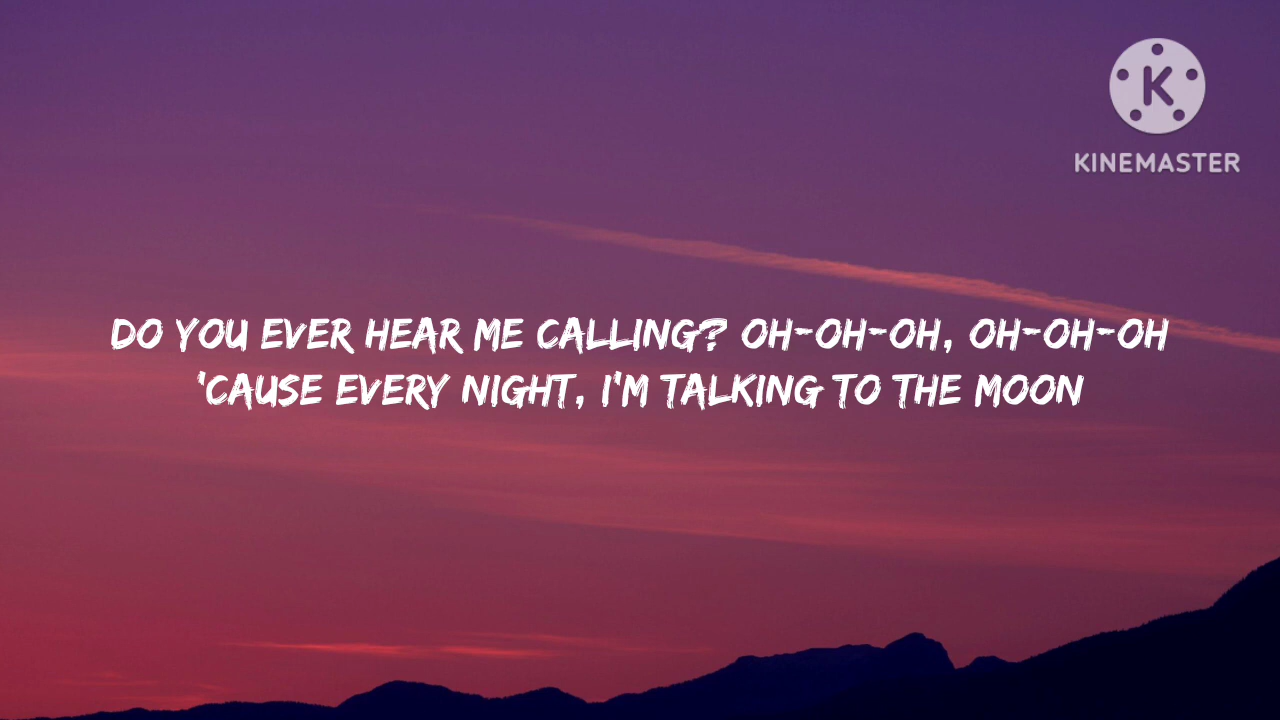 K
KINEMASTER
DO YOU EVER HEAR ME CALLING? OH-OH-OH, OH-OH-OH
'CAUSE EVERY NIGHT, I'M TALKING TO THE MOON